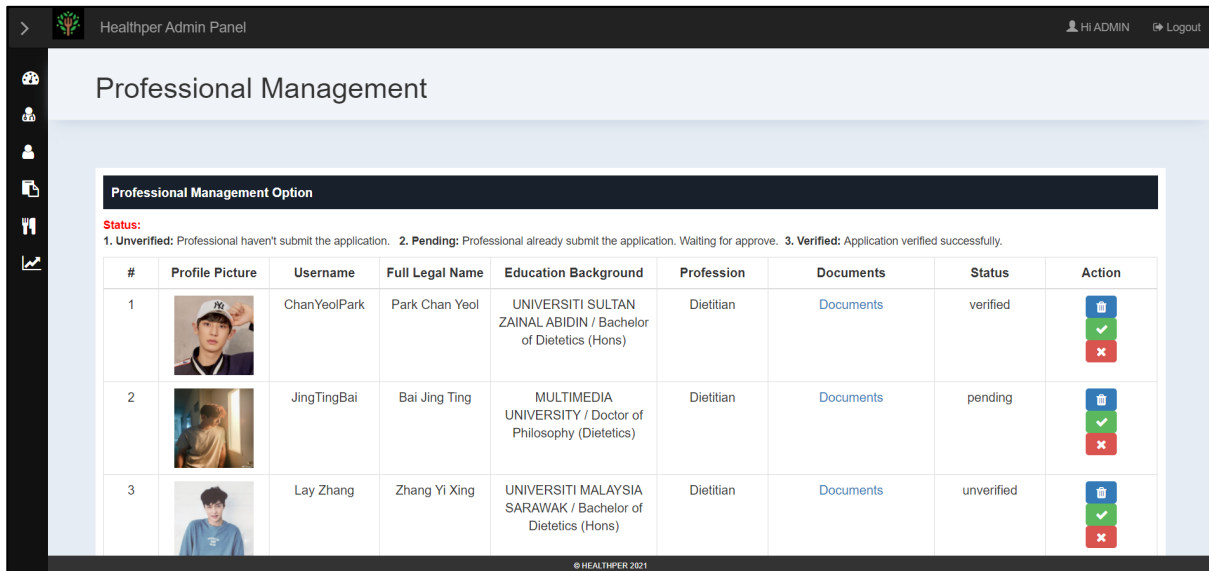 Healthper Admin Panel
Hi ADMIN
Logout
Professional Management
Professional Management Option
Status:
1. Unverified: Professional haven't submit the application. 2. Pending: Professional already submit the application. Waiting for approve. 3. Verified: Application verified successfully.
# Profile Picture Username Full Legal Name Education Background Profession Documents Status Action
1 ChanYeolPark Park Chan Yeol UNIVERSITI SULTAN Dietitian Documents verified
ZAINAL ABIDIN / Bachelor
of Dietetics (Hons)
2 JingTingBai Bai Jing Ting MULTIMEDIA Dietitian Documents pending
UNIVERSITY / Doctor of
Philosophy (Dietetics)
3 Lay Zhang Zhang Yi Xing UNIVERSITI MALAYSIA Dietitian Documents unverified
SARAWAK / Bachelor of
Dietetics (Hons)
© HEALTHPER 2021